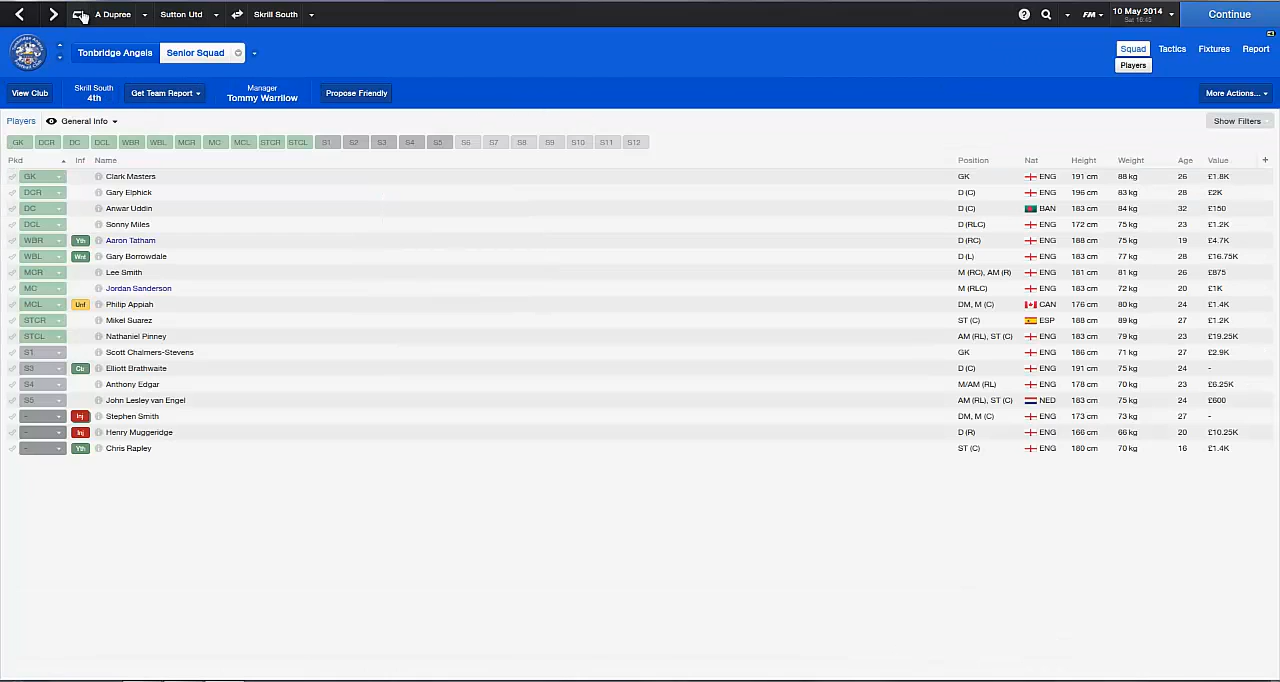 A Dupree Sutton Utd Skrill South FM 10 May 2014 Continue
Sat 16:45
Tonbridge Angels Senior Squad Squad Tactics Fixtures Report
Players
View Club Skrill South 4th Get Team Report Manager Tommy Warrilow Propose Friendly More Actions...
Players General Info Show Filters
GK DCR DC DCL WBR WBL MCR MC MCL STCR STCL S1 S2 S3 S4 S5 S6 S7 S8 S9 S10 S11 S12
Pkd Inf Name Position Nat Height Weight Age Value +
GK Clark Masters GK ENG 191 cm 88 kg 26 £1.8K
DCR Gary Elphick D (C) ENG 196 cm 83 kg 28 £2K
DC Anwar Uddin D (C) BAN 183 cm 84 kg 32 £150
DCL Sonny Miles D (RLC) ENG 172 cm 75 kg 23 £1.2K
WBR Yth Aaron Tatham D (RC) ENG 188 cm 75 kg 19 £4.7K
WBL Wnt Gary Borrowdale D (L) ENG 183 cm 77 kg 28 £16.75K
MCR Lee Smith M (RC), AM (R) ENG 181 cm 81 kg 26 £875
MC Jordan Sanderson M (RLC) ENG 183 cm 72 kg 20 £1K
MCL Unf Philip Appiah DM, M (C) CAN 176 cm 80 kg 24 £1.4K
STCR Mikel Suarez ST (C) ESP 188 cm 89 kg 27 £1.2K
STCL Nathaniel Pinney AM (RL), ST (C) ENG 183 cm 79 kg 23 £19.25K
S1 Scott Chalmers-Stevens GK ENG 186 cm 71 kg 27 £2.9K
S3 Ctr Elliott Brathwaite D (C) ENG 191 cm 75 kg 24 -
S4 Anthony Edgar M/AM (RL) ENG 178 cm 70 kg 23 £6.25K
S5 John Lesley van Engel AM (RL), ST (C) NED 183 cm 75 kg 24 £600
- Inj Stephen Smith DM, M (C) ENG 173 cm 73 kg 27 -
- Inj Henry Muggeridge D (R) ENG 166 cm 66 kg 20 £10.25K
- Yth Chris Rapley ST (C) ENG 180 cm 70 kg 16 £1.4K